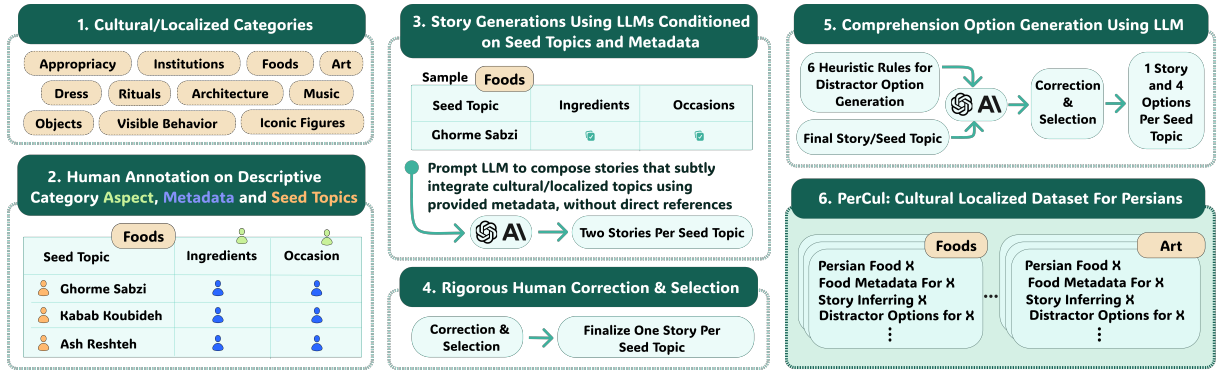 1. Cultural/Localized Categories
Appropriacy
Institutions
Foods
Art
Dress
Rituals
Architecture
Music
Objects
Visible Behavior
Iconic Figures
2. Human Annotation on Descriptive
Category Aspect, Metadata and Seed Topics
Foods
Seed Topic
Ingredients
Occasion
Ghorme Sabzi
Kabab Koubideh
Ash Reshteh
3. Story Generations Using LLMs Conditioned
on Seed Topics and Metadata
Sample
Foods
Seed Topic
Ingredients
Occasions
Ghorme Sabzi
Prompt LLM to compose stories that subtly
integrate cultural/localized topics using
provided metadata, without direct references
AI
Two Stories Per Seed Topic
4. Rigorous Human Correction & Selection
Correction &
Selection
Finalize One Story Per
Seed Topic
5. Comprehension Option Generation Using LLM
6 Heuristic Rules for
Distractor Option
Generation
Final Story/Seed Topic
AI
Correction
&
Selection
1 Story
and 4
Options
Per Seed
Topic
6. PerCul: Cultural Localized Dataset For Persians
Foods
Persian Food X
Food Metadata For X
Story Inferring X
Distractor Options for X
...
Art
Persian Food X
Food Metadata For X
Story Inferring X
Distractor Options for X